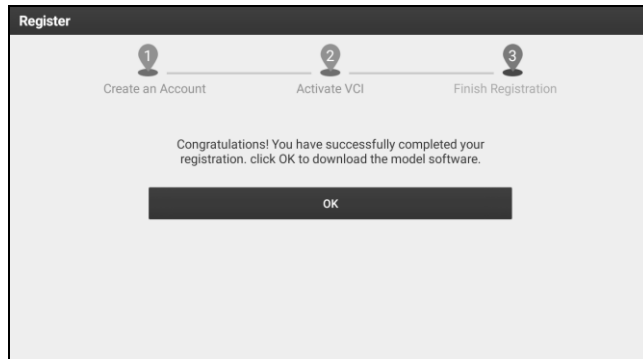 Register
1
2
3
Create an Account
Activate VCI
Finish Registration
Congratulations! You have successfully completed your
registration. click OK to download the model software.
OK